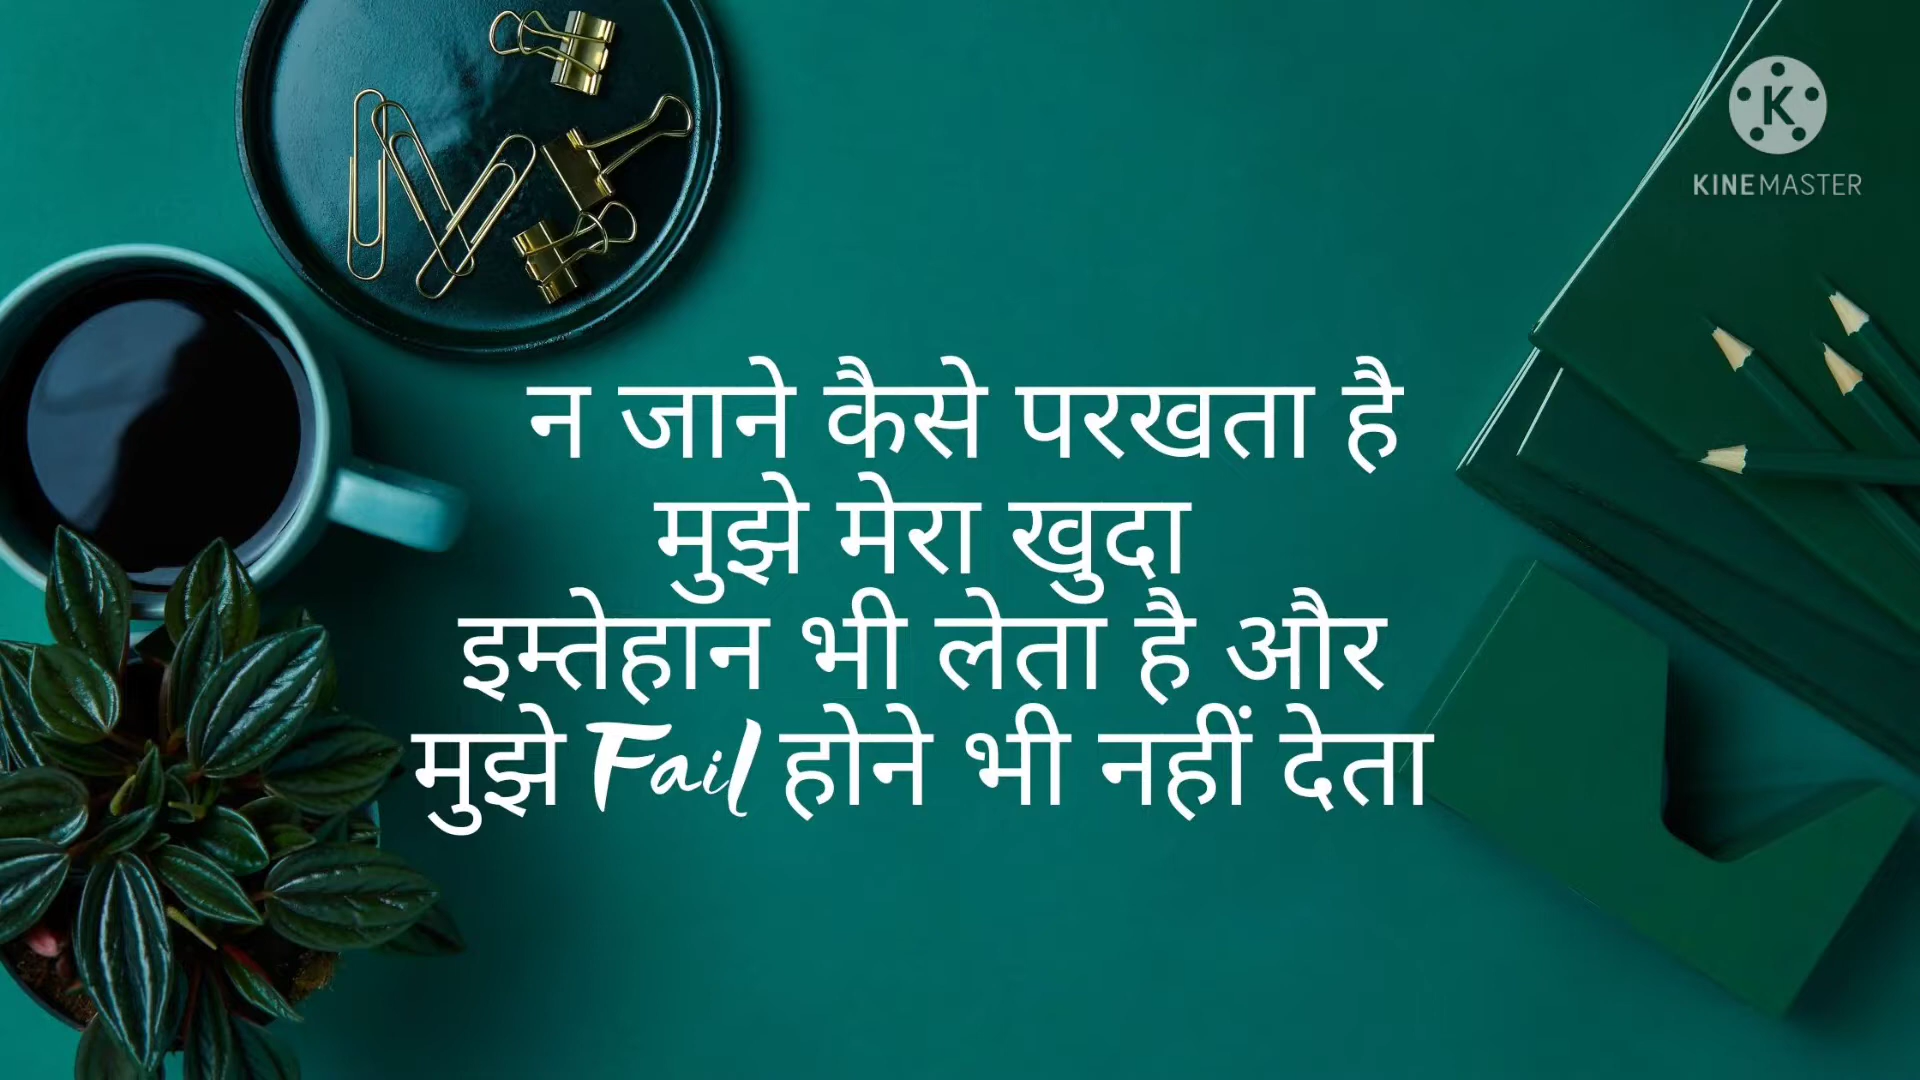 KINEMASTER
न जाने कैसे परखता है
मुझे मेरा खुदा
इम्तेहान भी लेता है और
मुझे Fail होने भी नहीं देता